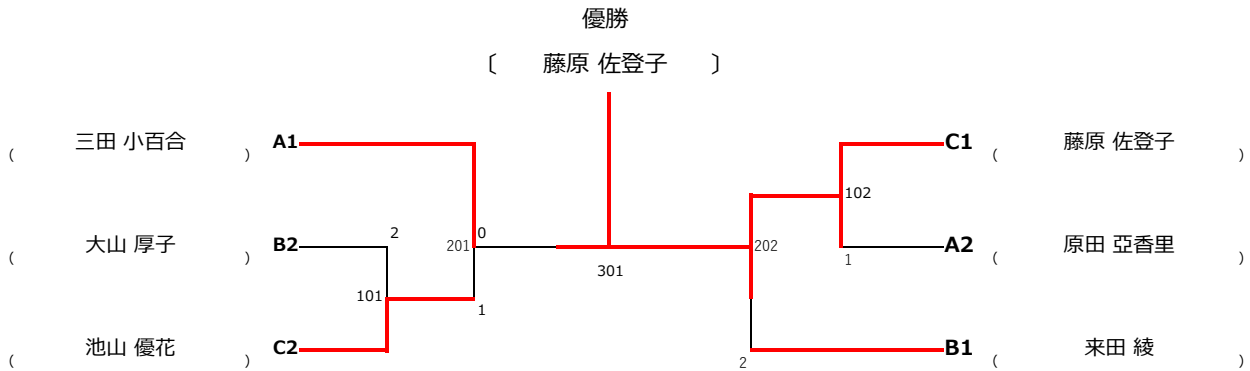 優勝
〔 藤原 佐登子 〕
( 三田 小百合 ) A1
C1 ( 藤原 佐登子 )
102
2
0
( 大山 厚子 ) B2
201
202
A2 ( 原田 亞香里 )
1
301
101
1
( 池山 優花 ) C2
2
B1 ( 来田 綾 )